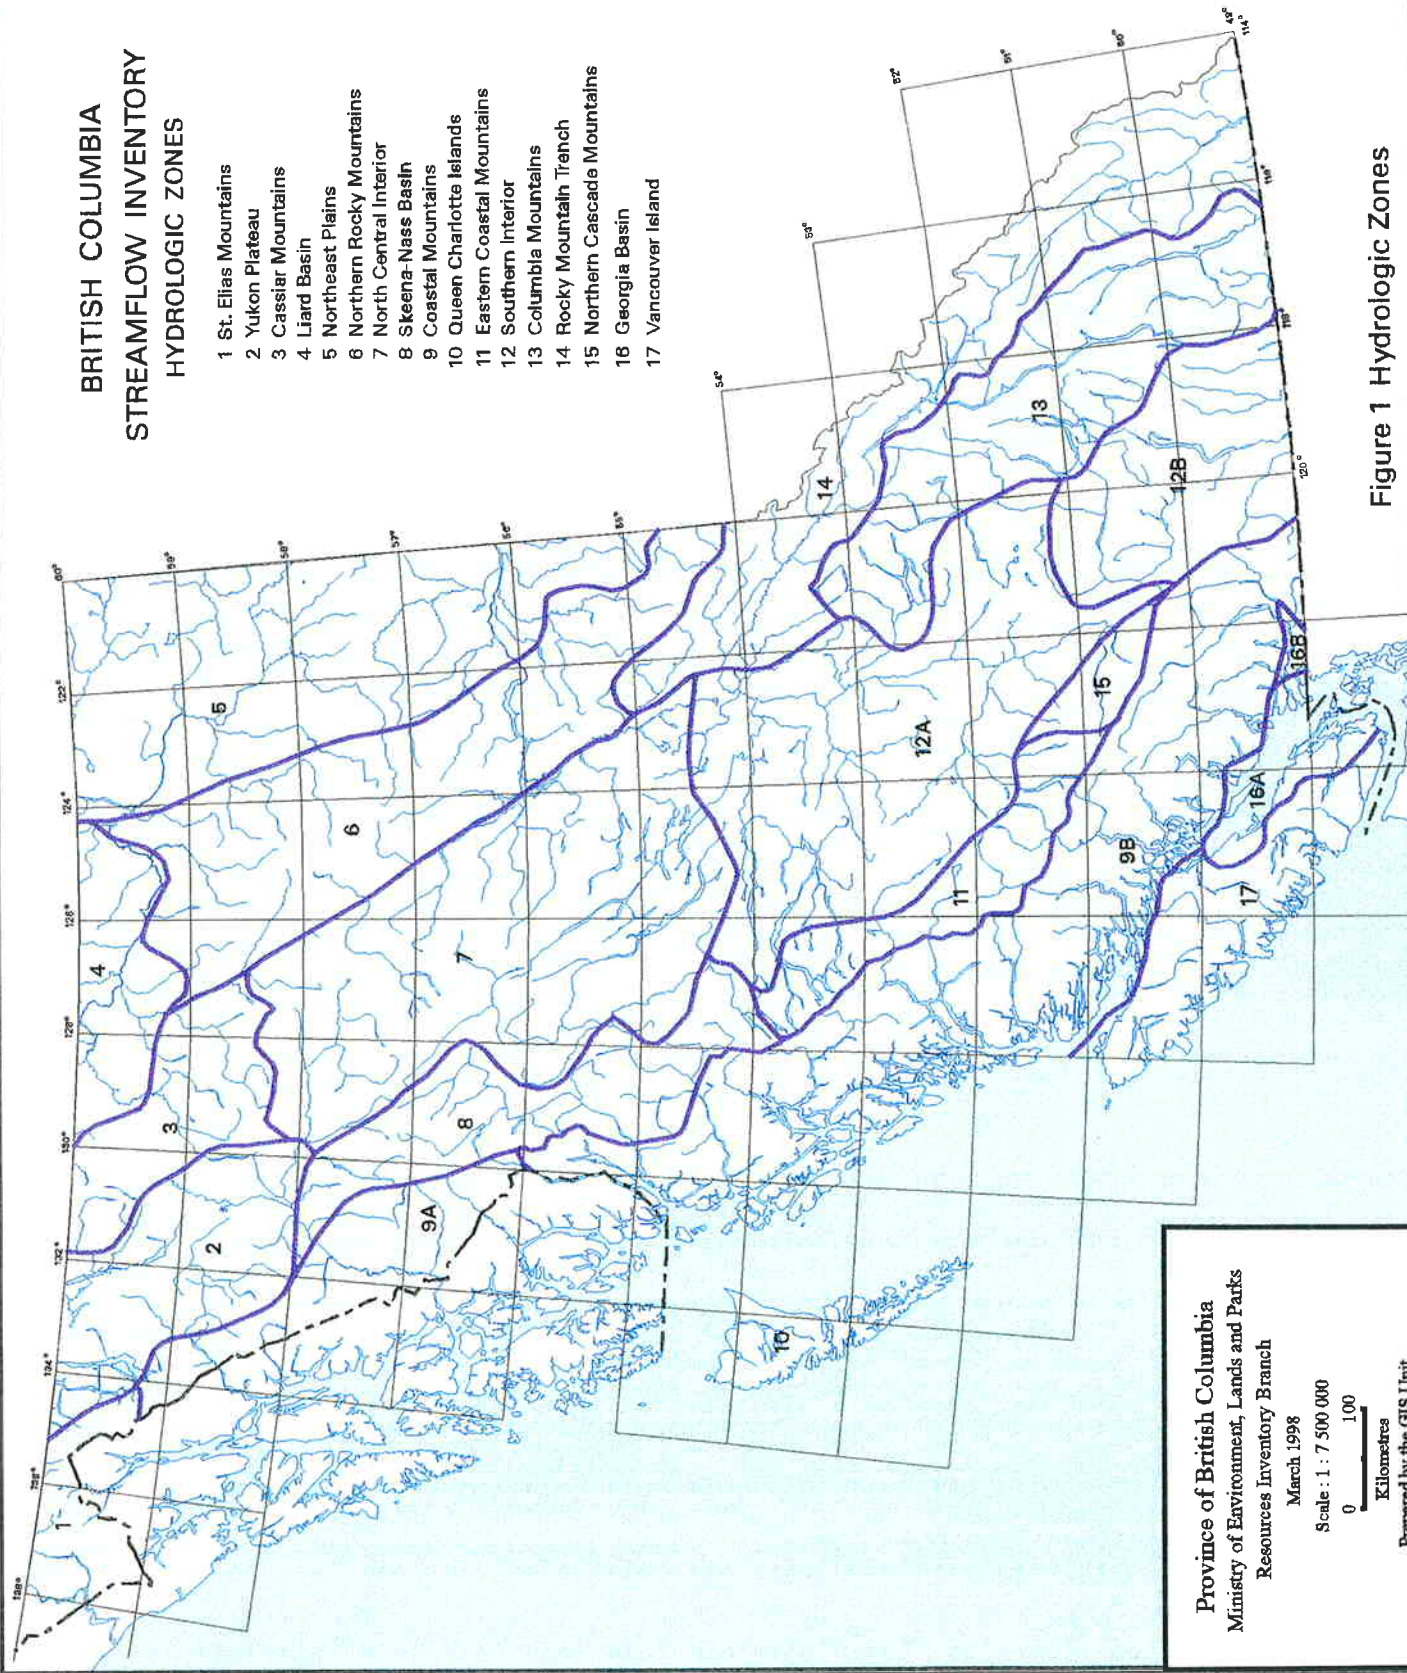 BRITISH COLUMBIA
STREAMFLOW INVENTORY
HYDROLOGIC ZONES
1 St. Elias Mountains
2 Yukon Plateau
3 Cassiar Mountains
4 Liard Basin
5 Northeast Plains
6 Northern Rocky Mountains
7 North Central Interior
8 Skeena-Nass Basin
9 Coastal Mountains
10 Queen Charlotte Islands
11 Eastern Coastal Mountains
12 Southern Interior
13 Columbia Mountains
14 Rocky Mountain Trench
15 Northern Cascade Mountains
16 Georgia Basin
17 Vancouver Island
138°
136°
134°
132°
130°
128°
126°
124°
122°
60°
59°
58°
57°
56°
55°
54°
53°
52°
51°
50°
49°
114°
116°
118°
120°
1
2
3
4
5
6
7
8
9A
9B
10
11
12A
12B
13
14
15
16A
16B
17
Province of British Columbia
Ministry of Environment, Lands and Parks
Resources Inventory Branch
March 1998
Scale : 1 : 7 500 000
0 100
Kilometres
Prepared by the GIS Unit
Figure 1 Hydrologic Zones